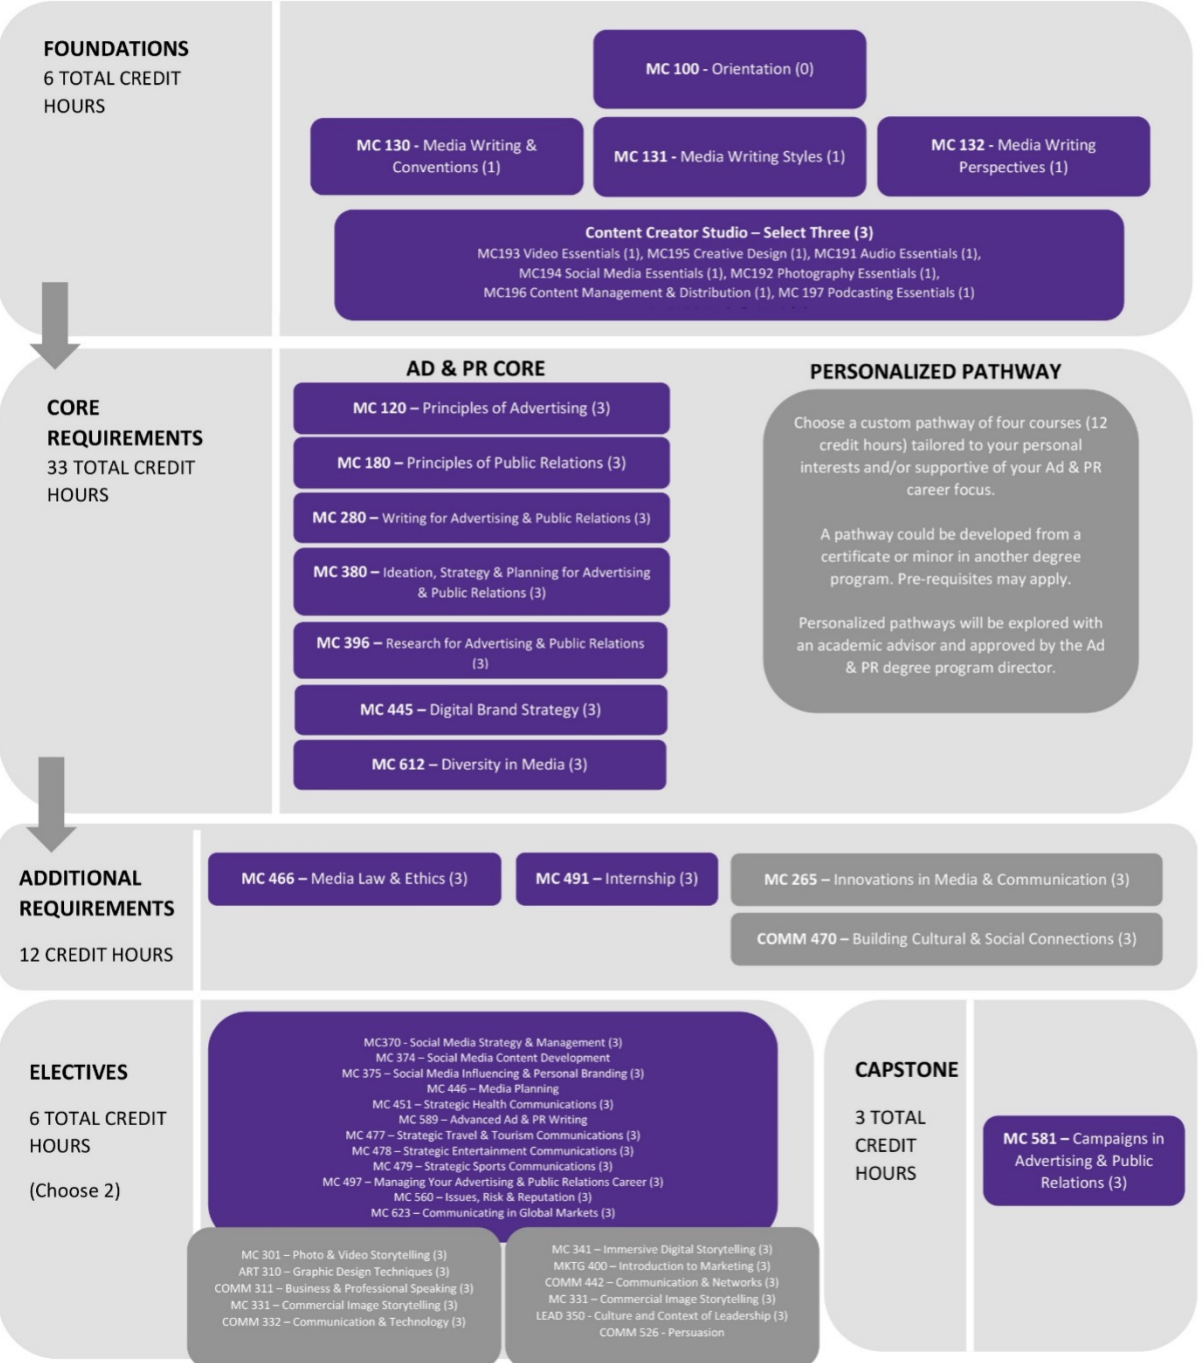 FOUNDATIONS
6 TOTAL CREDIT
HOURS
MC 100 - Orientation (0)
MC 130 - Media Writing &
Conventions (1)
MC 131 - Media Writing Styles (1)
MC 132 - Media Writing
Perspectives (1)
Content Creator Studio – Select Three (3)
MC193 Video Essentials (1), MC195 Creative Design (1), MC191 Audio Essentials (1),
MC194 Social Media Essentials (1), MC192 Photography Essentials (1),
MC196 Content Management & Distribution (1), MC 197 Podcasting Essentials (1)
CORE
REQUIREMENTS
33 TOTAL CREDIT
HOURS
AD & PR CORE
MC 120 – Principles of Advertising (3)
MC 180 – Principles of Public Relations (3)
MC 280 – Writing for Advertising & Public Relations (3)
MC 380 – Ideation, Strategy & Planning for Advertising
& Public Relations (3)
MC 396 – Research for Advertising & Public Relations
(3)
MC 445 – Digital Brand Strategy (3)
MC 612 – Diversity in Media (3)
PERSONALIZED PATHWAY
Choose a custom pathway of four courses (12
credit hours) tailored to your personal
interests and/or supportive of your Ad & PR
career focus.
A pathway could be developed from a
certificate or minor in another degree
program. Pre-requisites may apply.
Personalized pathways will be explored with
an academic advisor and approved by the Ad
& PR degree program director.
ADDITIONAL
REQUIREMENTS
12 CREDIT HOURS
MC 466 – Media Law & Ethics (3)
MC 491 – Internship (3)
MC 265 – Innovations in Media & Communication (3)
COMM 470 – Building Cultural & Social Connections (3)
ELECTIVES
6 TOTAL CREDIT
HOURS
(Choose 2)
MC370 - Social Media Strategy & Management (3)
MC 374 – Social Media Content Development
MC 375 – Social Media Influencing & Personal Branding (3)
MC 446 – Media Planning
MC 451 – Strategic Health Communications (3)
MC 589 – Advanced Ad & PR Writing
MC 477 – Strategic Travel & Tourism Communications (3)
MC 478 – Strategic Entertainment Communications (3)
MC 479 – Strategic Sports Communications (3)
MC 497 – Managing Your Advertising & Public Relations Career (3)
MC 560 – Issues, Risk & Reputation (3)
MC 623 – Communicating in Global Markets (3)
MC 301 – Photo & Video Storytelling (3)
ART 310 – Graphic Design Techniques (3)
COMM 311 – Business & Professional Speaking (3)
MC 331 – Commercial Image Storytelling (3)
COMM 332 – Communication & Technology (3)
MC 341 – Immersive Digital Storytelling (3)
MKTG 400 – Introduction to Marketing (3)
COMM 442 – Communication & Networks (3)
MC 331 – Commercial Image Storytelling (3)
LEAD 350 - Culture and Context of Leadership (3)
COMM 526 - Persuasion
CAPSTONE
3 TOTAL
CREDIT
HOURS
MC 581 – Campaigns in
Advertising & Public
Relations (3)